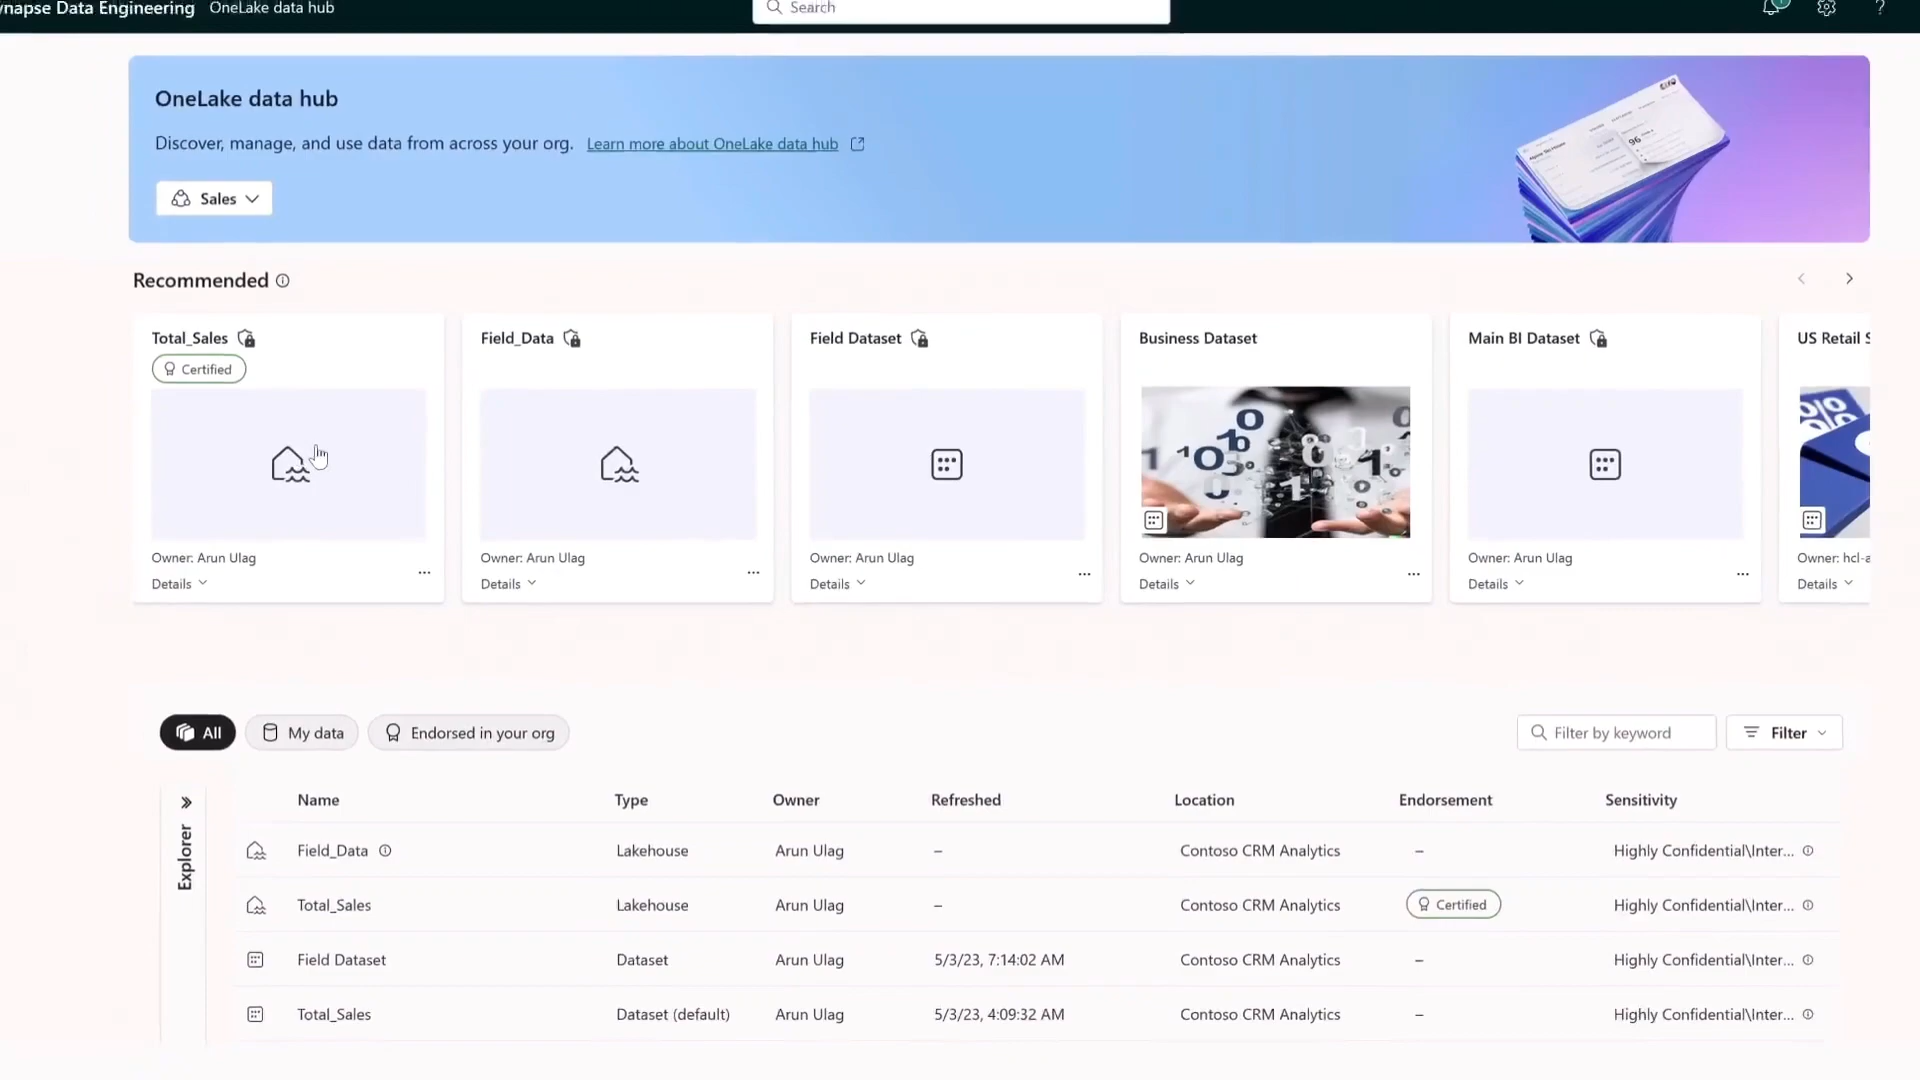 Data Engineering OneLake data hub
Search
?
OneLake data hub
Discover, manage, and use data from across your org. Learn more about OneLake data hub
Sales
Recommended
Total_Sales
Certified
Owner: Arun Ulag
Details
Field_Data
Owner: Arun Ulag
Details
Field Dataset
Owner: Arun Ulag
Details
Business Dataset
Owner: Arun Ulag
Details
Main BI Dataset
Owner: Arun Ulag
Details
US Retail
Owner:
Details
All My data Endorsed in your org
Filter by keyword Filter
Explorer
Name Type Owner Refreshed Location Endorsement Sensitivity
Field_Data Lakehouse Arun Ulag – Contoso CRM Analytics – Highly Confidential\Inter...
Total_Sales Lakehouse Arun Ulag – Contoso CRM Analytics Certified Highly Confidential\Inter...
Field Dataset Dataset Arun Ulag 5/3/23, 7:14:02 AM Contoso CRM Analytics – Highly Confidential\Inter...
Total_Sales Dataset (default) Arun Ulag 5/3/23, 4:09:32 AM Contoso CRM Analytics – Highly Confidential\Inter...